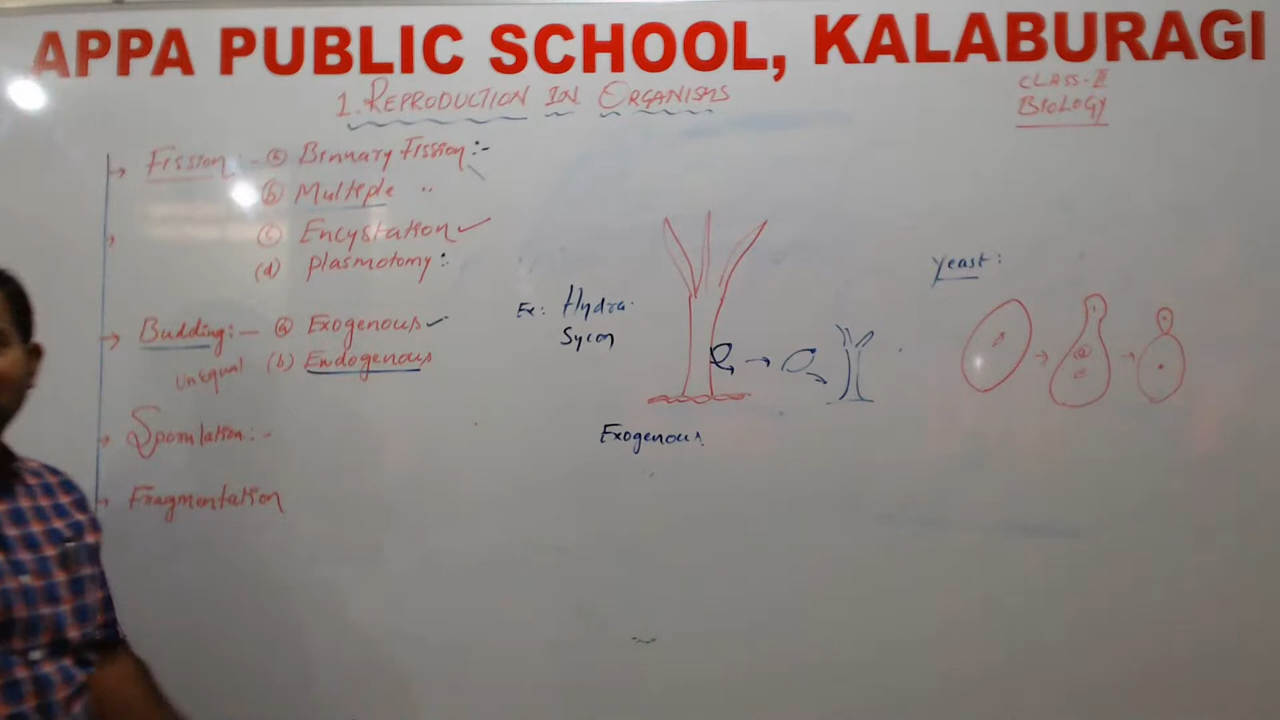 APPA PUBLIC SCHOOL, KALABURAGI
1. REPRODUCTION IN ORGANISMS
CLASS-II
BIOLOGY
→ Fission:- (a) Binnary Fission:-
(b) Multiple "
(c) Encystation ✓
(d) plasmotomy:
→ Budding:- (a) Exogenous ✓
unequal (b) Endogenous
→ Sporulation:-
→ Fragmentation
Ex: Hydra
Sycon
Exogenous
Yeast: